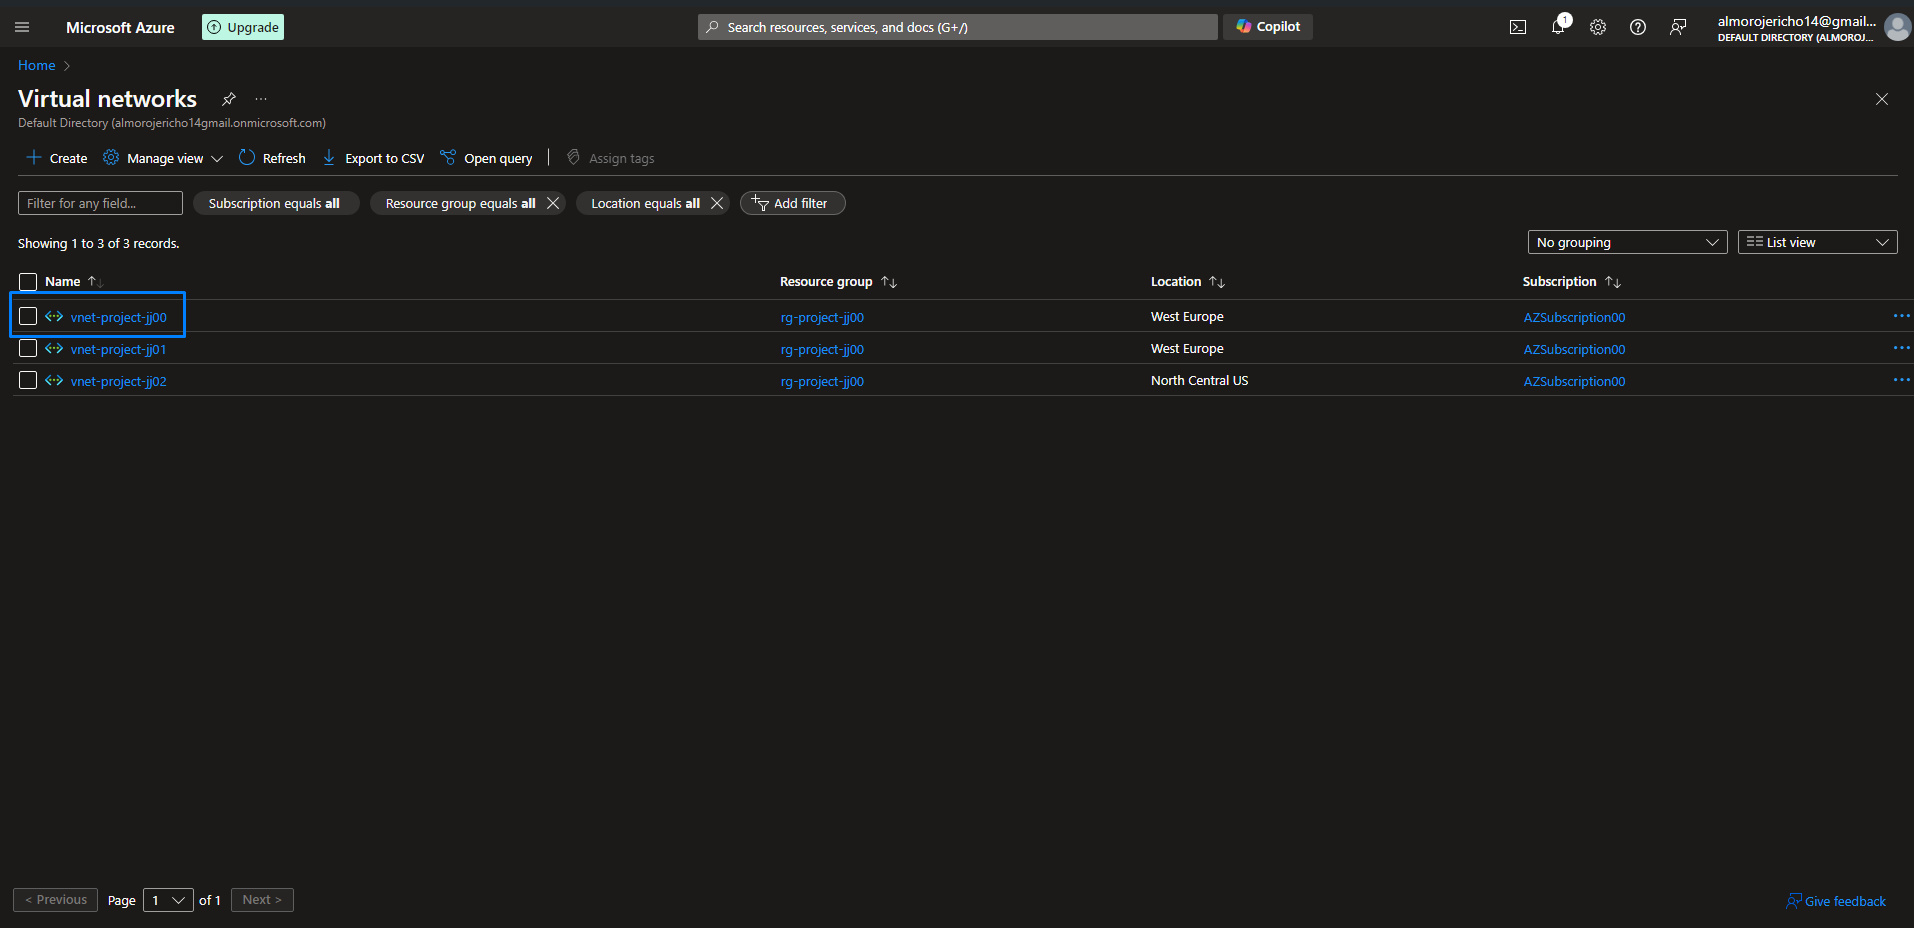 Microsoft Azure Upgrade Search resources, services, and docs (G+/) Copilot 1 almorojericho14@gmail...
DEFAULT DIRECTORY (ALMOROJ...
Home
Virtual networks ...
Default Directory (almorojericho14gmail.onmicrosoft.com)
Create Manage view Refresh Export to CSV Open query Assign tags
Filter for any field... Subscription equals all Resource group equals all Location equals all Add filter
Showing 1 to 3 of 3 records. No grouping List view
Name Resource group Location Subscription
vnet-project-jj00 rg-project-jj00 West Europe AZSubscription00 ...
vnet-project-jj01 rg-project-jj00 West Europe AZSubscription00 ...
vnet-project-jj02 rg-project-jj00 North Central US AZSubscription00 ...
< Previous Page 1 of 1 Next > Give feedback